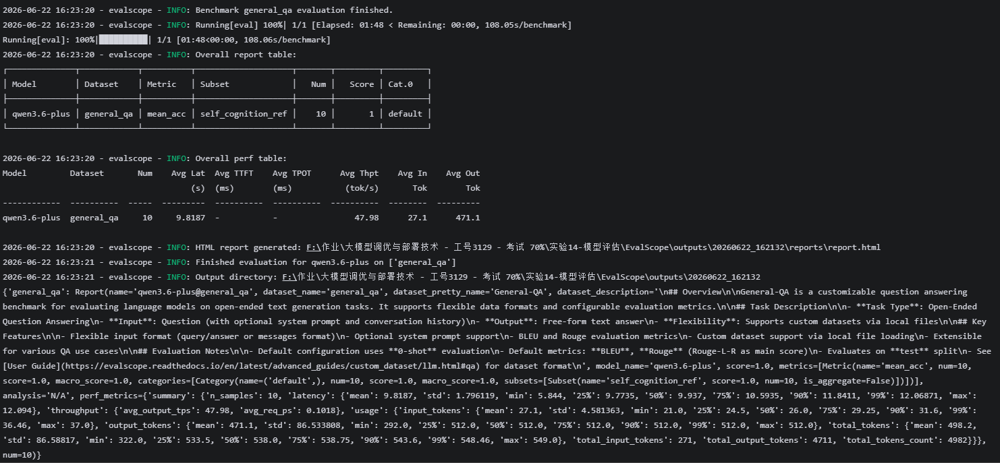 2026-06-22 16:23:20 - evalscope - INFO: Benchmark general_qa evaluation finished.
2026-06-22 16:23:20 - evalscope - INFO: Running[eval] 100%| 1/1 [Elapsed: 01:48 < Remaining: 00:00, 108.05s/benchmark]
Running[eval]: 100%|██████████| 1/1 [01:48<00:00, 108.06s/benchmark]
2026-06-22 16:23:20 - evalscope - INFO: Overall report table:
| Model | Dataset | Metric | Subset | Num | Score | Cat.0 |
| qwen3.6-plus | general_qa | mean_acc | self_cognition_ref | 10 | 1 | default |
2026-06-22 16:23:20 - evalscope - INFO: Overall perf table:
Model Dataset Num Avg Lat Avg TTFT Avg TPOT Avg Thpt Avg In Avg Out
(s) (ms) (ms) (tok/s) Tok Tok
------------ ---------- ----- --------- ---------- ---------- ---------- -------- ---------
qwen3.6-plus general_qa 10 9.8187 - - 47.98 27.1 471.1
2026-06-22 16:23:20 - evalscope - INFO: HTML report generated: F:\作业\大模型调优与部署技术 - 工号3129 - 考试 70%\实验14-模型评估\EvalScope\outputs\20260622_162132\reports\report.html
2026-06-22 16:23:21 - evalscope - INFO: Finished evaluation for qwen3.6-plus on ['general_qa']
2026-06-22 16:23:21 - evalscope - INFO: Output directory: F:\作业\大模型调优与部署技术 - 工号3129 - 考试 70%\实验14-模型评估\EvalScope\outputs\20260622_162132
{'general_qa': Report(name='qwen3.6-plus@general_qa', dataset_name='general_qa', dataset_pretty_name='General-QA', dataset_description='\n## Overview\n\nGeneral-QA is a customizable question answering
benchmark for evaluating language models on open-ended text generation tasks. It supports flexible data formats and configurable evaluation metrics.\n\n## Task Description\n\n- **Task Type**: Open-Ended
Question Answering\n- **Input**: Question (with optional system prompt and conversation history)\n- **Output**: Free-form text answer\n- **Flexibility**: Supports custom datasets via local files\n\n## Key
Features\n\n- Flexible input format (query/answer or messages format)\n- Optional system prompt support\n- BLEU and Rouge evaluation metrics\n- Custom dataset support via local file loading\n- Extensible
for various QA use cases\n\n## Evaluation Notes\n\n- Default configuration uses **0-shot** evaluation\n- Default metrics: **BLEU**, **Rouge** (Rouge-L-R as main score)\n- Evaluates on **test** split\n- See
[User Guide](https://evalscope.readthedocs.io/en/latest/advanced_guides/custom_dataset/llm.html#qa) for dataset format\n', model_name='qwen3.6-plus', score=1.0, metrics=[Metric(name='mean_acc', num=10,
score=1.0, macro_score=1.0, categories=[Category(name=('default',), num=10, score=1.0, macro_score=1.0, subsets=[Subset(name='self_cognition_ref', score=1.0, num=10, is_aggregate=False)])])],
analysis='N/A', perf_metrics={'summary': {'n_samples': 10, 'latency': {'mean': 9.8187, 'std': 1.796119, 'min': 5.844, '25%': 9.7735, '50%': 9.937, '75%': 10.5935, '90%': 11.8411, '99%': 12.06871, 'max':
12.094}, 'throughput': {'avg_output_tps': 47.98, 'avg_req_ps': 0.1018}, 'usage': {'input_tokens': {'mean': 27.1, 'std': 4.581363, 'min': 21.0, '25%': 24.5, '50%': 26.0, '75%': 29.25, '90%': 31.6, '99%':
36.46, 'max': 37.0}, 'output_tokens': {'mean': 471.1, 'std': 86.533808, 'min': 292.0, '25%': 512.0, '50%': 512.0, '75%': 512.0, '90%': 512.0, '99%': 512.0, 'max': 512.0}, 'total_tokens': {'mean': 498.2,
'std': 86.58817, 'min': 322.0, '25%': 533.5, '50%': 538.0, '75%': 538.75, '90%': 543.6, '99%': 548.46, 'max': 549.0}, 'total_input_tokens': 271, 'total_output_tokens': 4711, 'total_tokens_count': 4982}}},
num=10)}